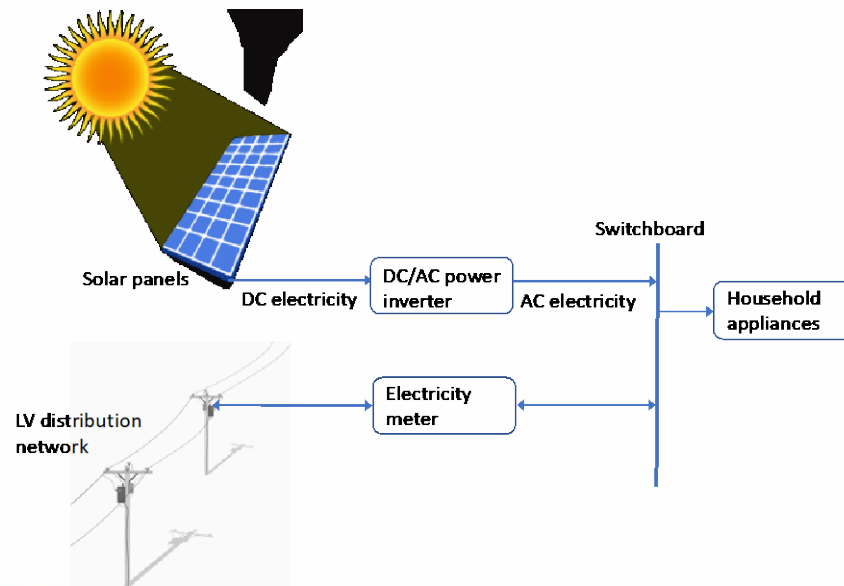 Switchboard
Solar panels
DC electricity
DC/AC power
inverter
AC electricity
Household
appliances
LV distribution
network
Electricity
meter